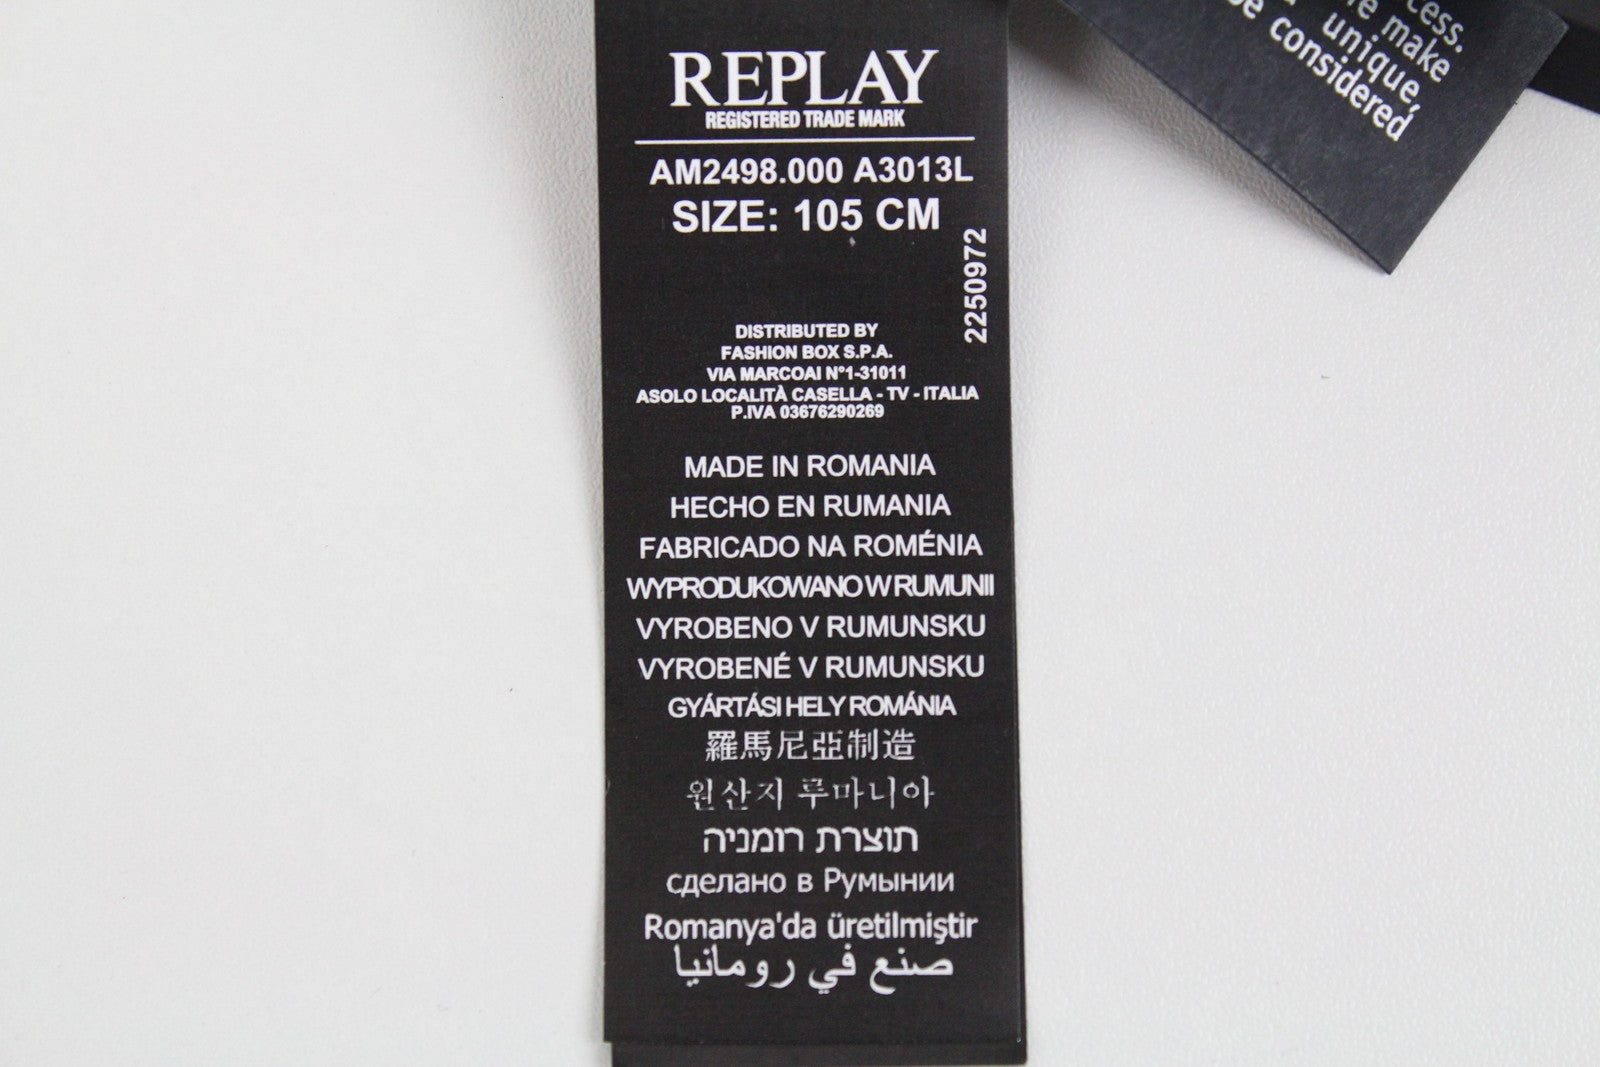 REPLAY
REGISTERED TRADE MARK
AM2498.000 A3013L
SIZE: 105 CM
2250972
DISTRIBUTED BY
FASHION BOX S.P.A.
VIA MARCOAI N°1-31011
ASOLO LOCALITÀ CASELLA - TV - ITALIA
P.IVA 03676290269
MADE IN ROMANIA
HECHO EN RUMANIA
FABRICADO NA ROMÉNIA
WYPRODUKOWANO W RUMUNII
VYROBENO V RUMUNSKU
VYROBENÉ V RUMUNSKU
GYÁRTÁSI HELY ROMÁNIA
羅馬尼亞制造
원산지 루마니아
תוצרת רומניה
сделано в Румынии
Romanya'da üretilmiştir
صنع في رومانيا
make
unique,
be considered